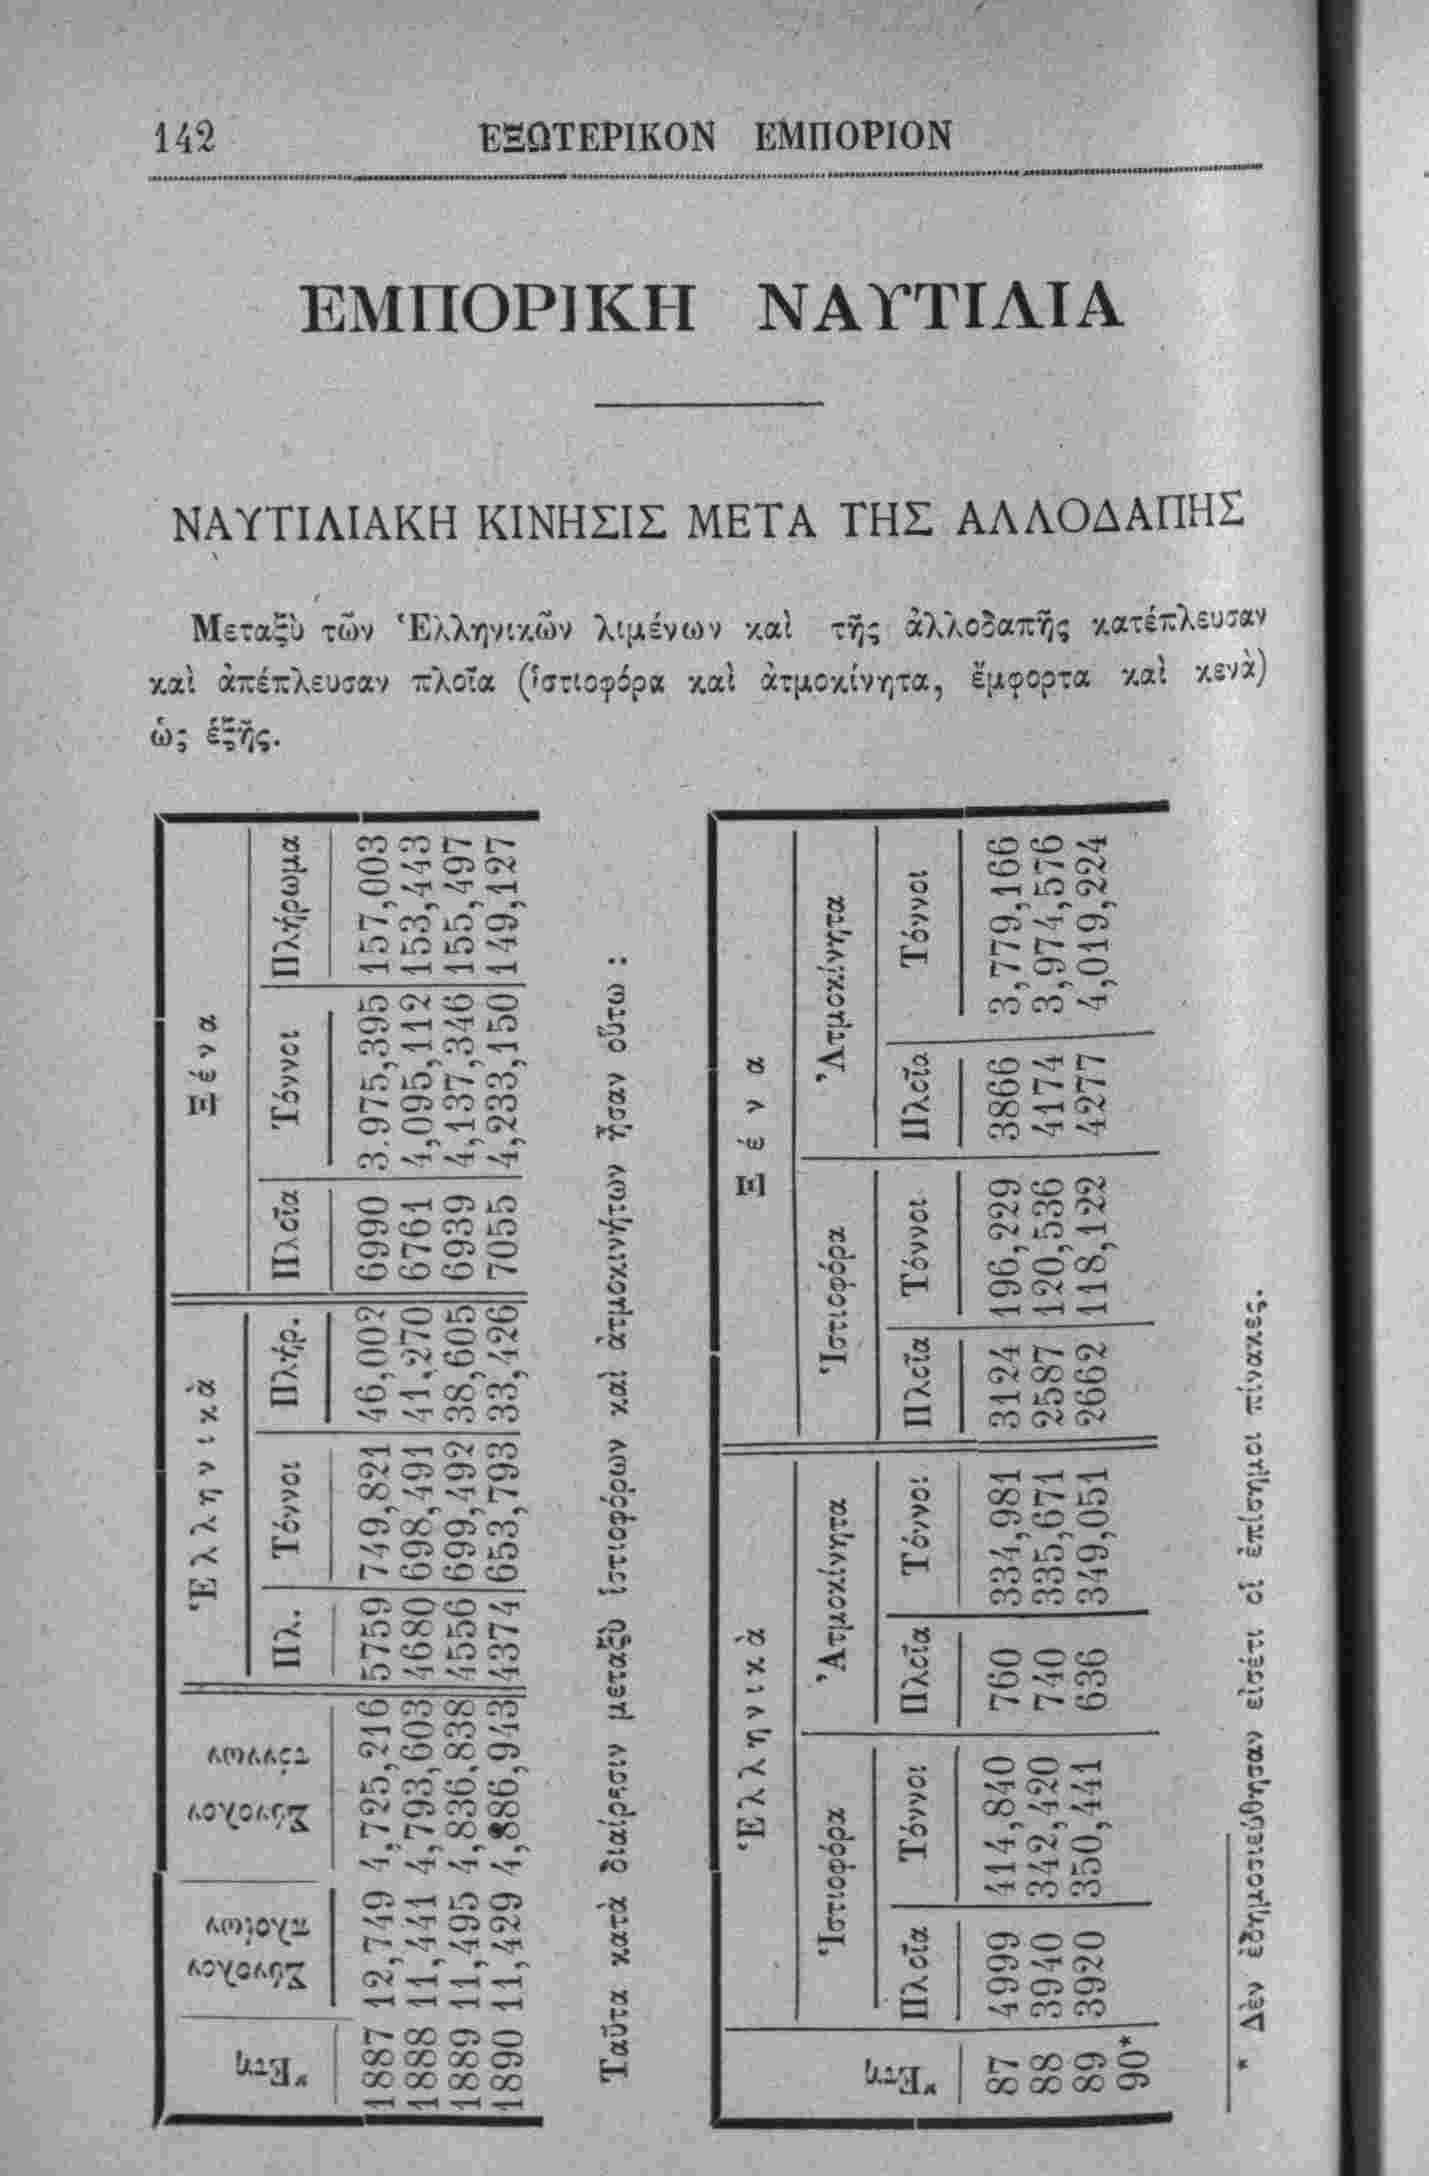 142 ΕΞΩΤΕΡΙΚΟΝ ΕΜΠΟΡΙΟΝ
ΕΜΠΟΡΙΚΗ ΝΑΥΤΙΛΙΑ
ΝΑΥΤΙΛΙΑΚΗ ΚΙΝΗΣΙΣ ΜΕΤΑ ΤΗΣ ΑΛΛΟΔΑΠΗΣ
Μεταξὺ τῶν Ἑλληνικῶν λιμένων καὶ τῆς ἀλλοδαπῆς κατέπλευσαν
καὶ ἀπέπλευσαν πλοῖα (ἱστιοφόρα καὶ ἀτμοκίνητα, ἔμφορτα καὶ κενὰ)
ὡς ἑξῆς.
Ἔτη Σύνολον πλοίων Σύνολον τόννων Ἑλληνικὰ Ξένα
Πλ. Τόννοι Πλήρ. Πλοῖα Τόννοι Πλήρωμα
1887 12,749 4,725,216 5759 749,821 46,002 6990 3.975,395 157,003
1888 11,441 4,793,603 4680 698,491 41,270 6761 4,095,112 153,443
1889 11,495 4,836,838 4556 699,492 38,605 6939 4,137,346 155,497
1890 11,429 4,886,943 4374 653,793 33,426 7055 4,233,150 149,127
Ταῦτα κατὰ διαίρεσιν μεταξὺ ἱστιοφόρων καὶ ἀτμοκινήτων ἦσαν οὕτω :
Ἔτη Ἑλληνικὰ Ξένα
Ἱστιοφόρα Ἀτμοκίνητα Ἱστιοφόρα Ἀτμοκίνητα
Πλοῖα Τόννοι Πλοῖα Τόννοι Πλοῖα Τόννοι Πλοῖα Τόννοι
87 4999 414,840 760 334,981 3124 196,229 3866 3,779,166
88 3940 342,420 740 335,671 2587 120,536 4174 3,974,576
89 3920 350,441 636 349,051 2662 118,122 4277 4,019,224
90*
* Δὲν ἐδημοσιεύθησαν εἰσέτι οἱ ἐπίσημοι πίνακες.